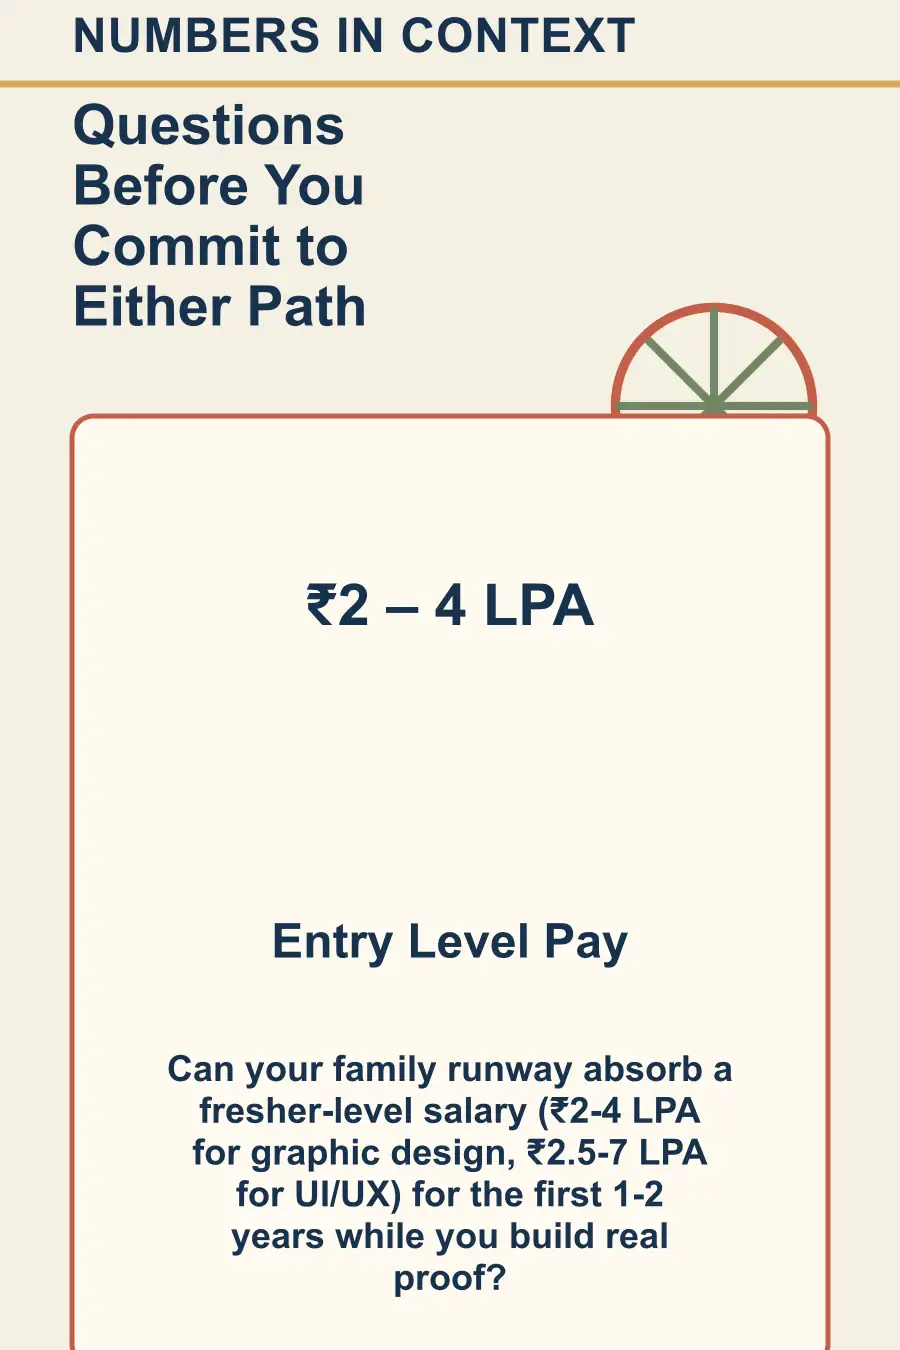 NUMBERS IN CONTEXT
Questions
Before You
Commit to
Either Path
₹2 – 4 LPA
Entry Level Pay
Can your family runway absorb a
fresher-level salary (₹2-4 LPA
for graphic design, ₹2.5-7 LPA
for UI/UX) for the first 1-2
years while you build real
proof?